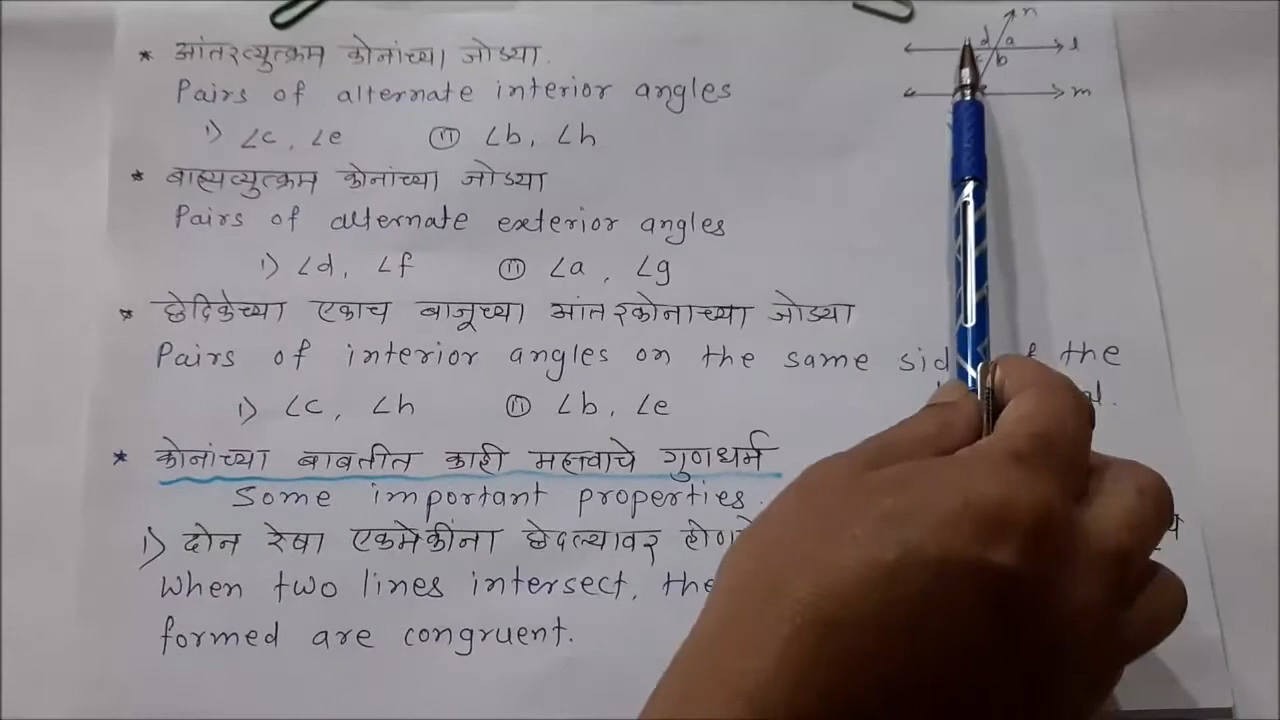 n
d a
l
c b
m
* आंतरव्युत्क्रम कोनांच्या जोड्या.
Pairs of alternate interior angles
i) ∠c, ∠e (ii) ∠b, ∠h
* बाह्यव्युत्क्रम कोनांच्या जोड्या
Pairs of alternate exterior angles
i) ∠d, ∠f (ii) ∠a, ∠g
* छेदिकेच्या एकाच बाजूच्या आंतरकोनाच्या जोड्या
Pairs of interior angles on the same the
i) ∠c, ∠h (ii) ∠b, ∠e
* कोनांच्या बाबतीत काही महत्त्वाचे गुणधर्म
Some important properties.
1) दोन रेषा एकमेकींना छेदल्यावर
When two lines intersect, the
formed are congruent.